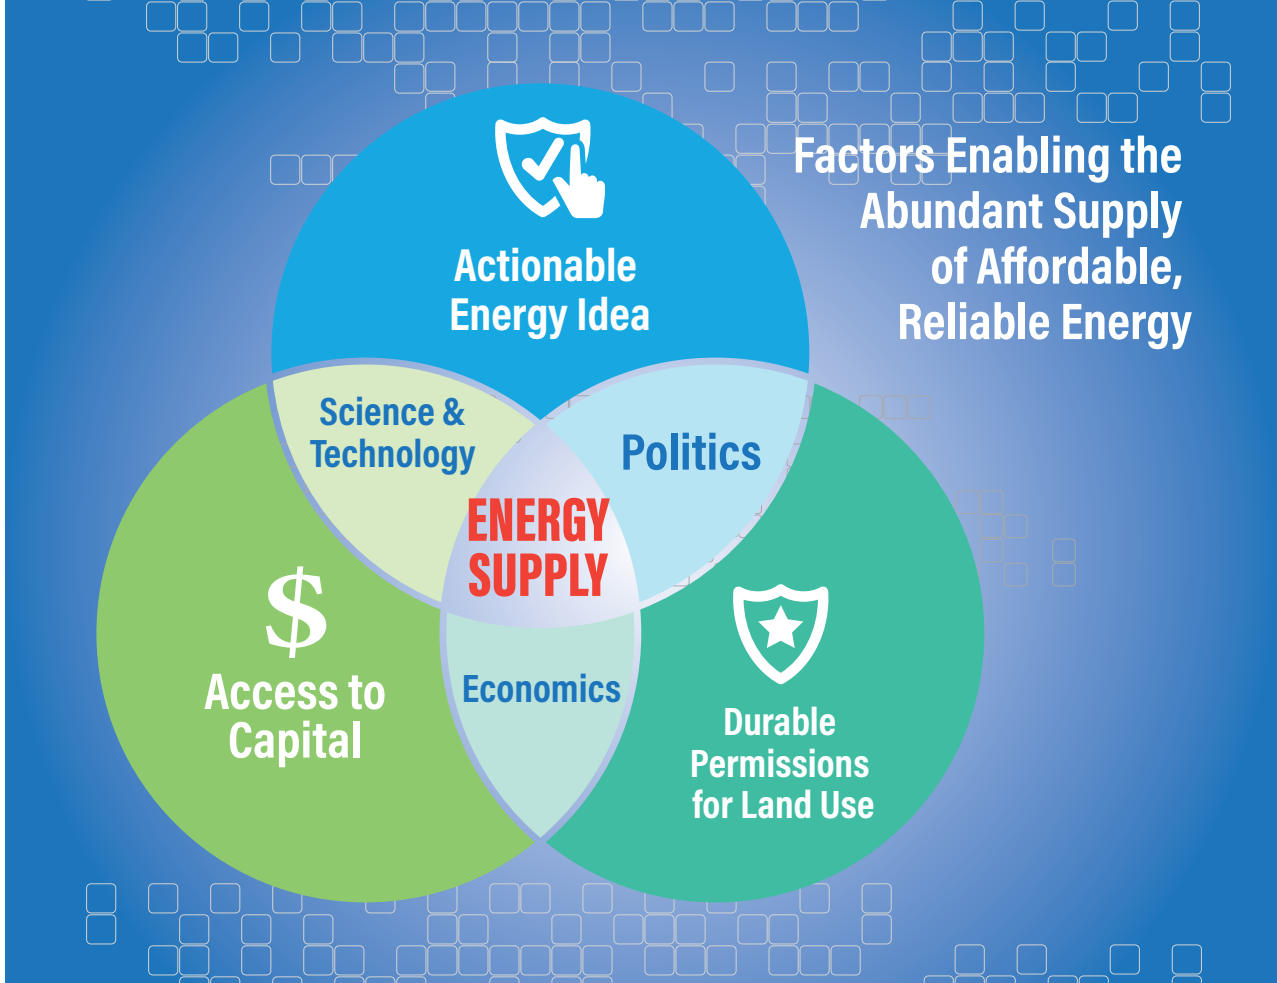 Factors Enabling the
Abundant Supply
of Affordable,
Reliable Energy
Actionable
Energy Idea
Science &
Technology
Politics
ENERGY
SUPPLY
$
Access to
Capital
Economics
Durable
Permissions
for Land Use